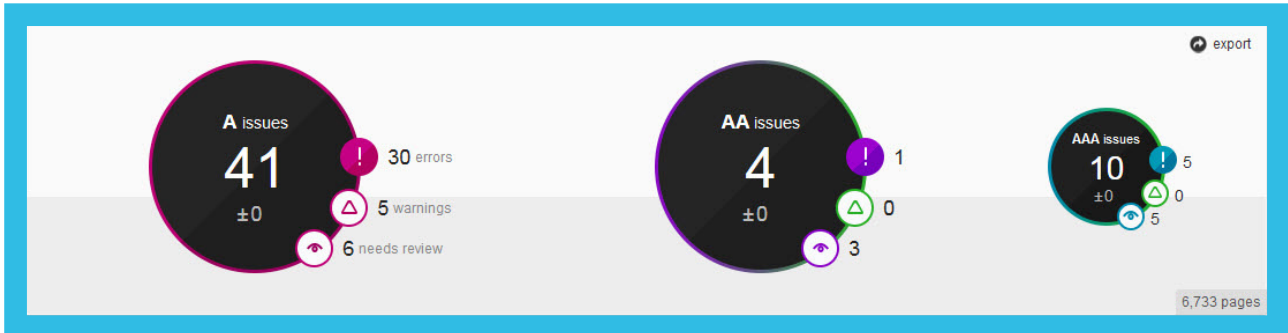 export
A issues
41
±0
30 errors
5 warnings
6 needs review
AA issues
4
±0
1
0
3
AAA issues
10
±0
5
0
5
6,733 pages